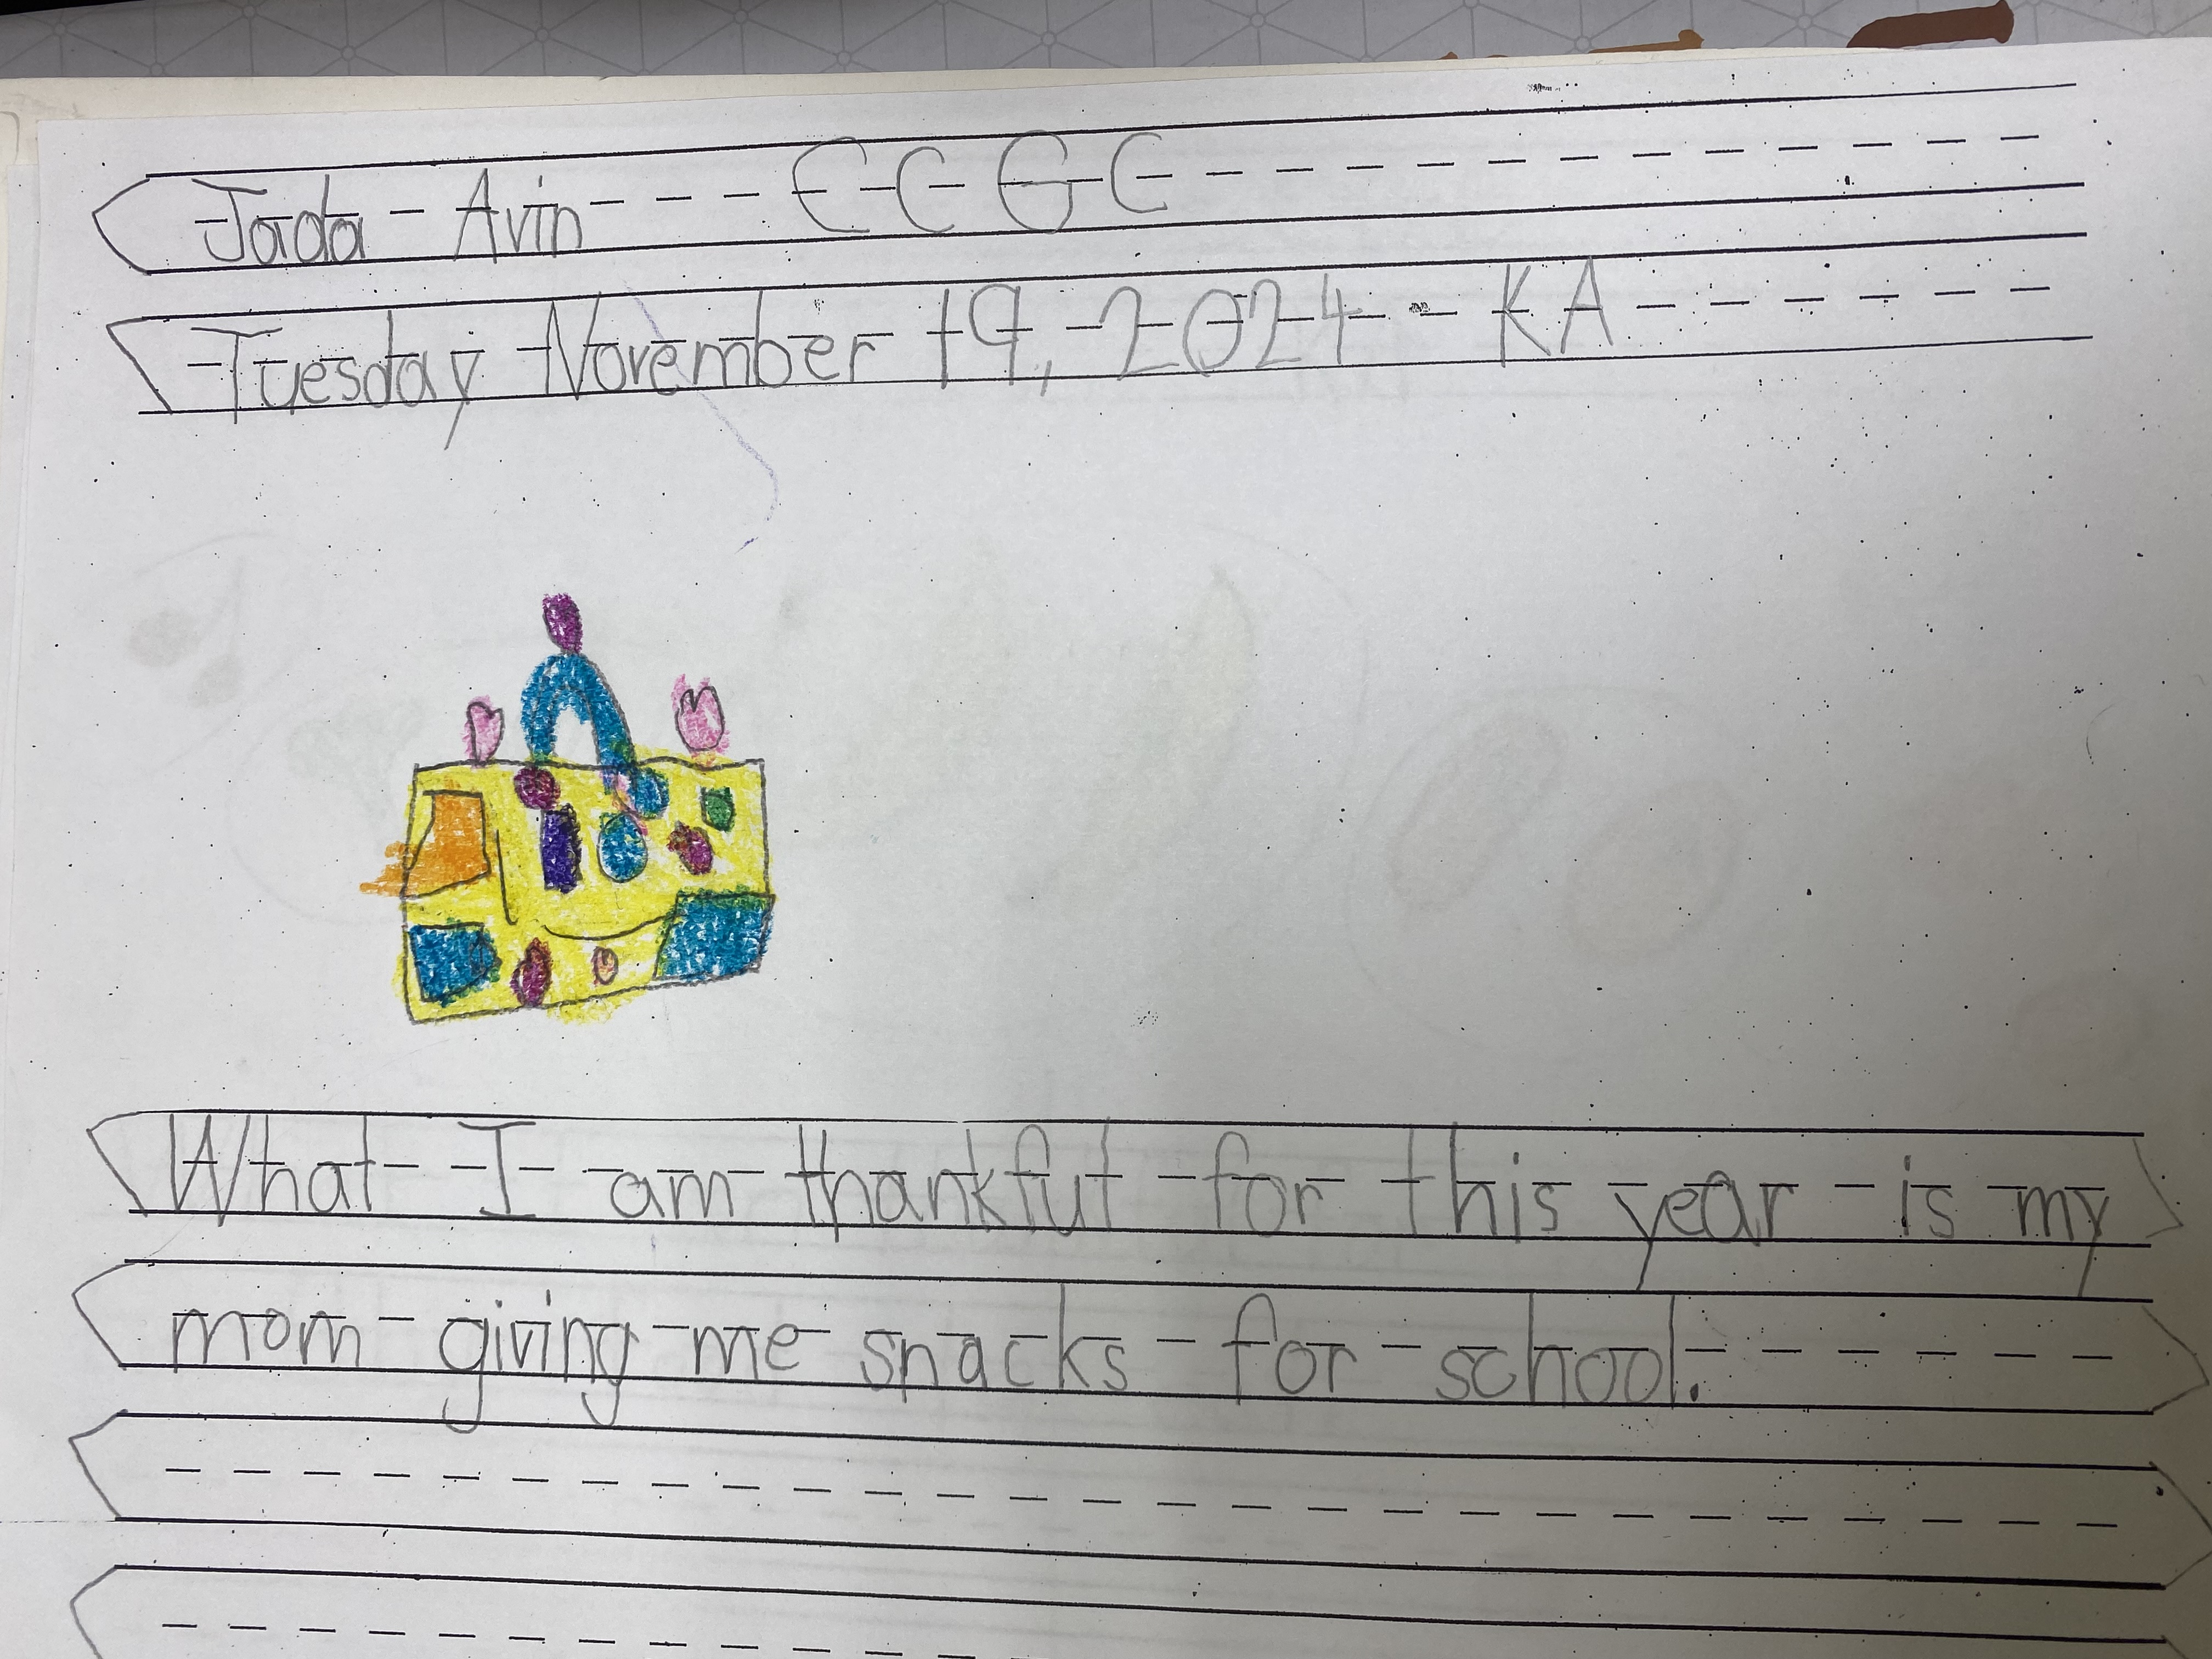 Jada Avin CCGC
Tuesday November 19, 2024 KA
What I am thankful for this year is my
mom giving me snacks for school.